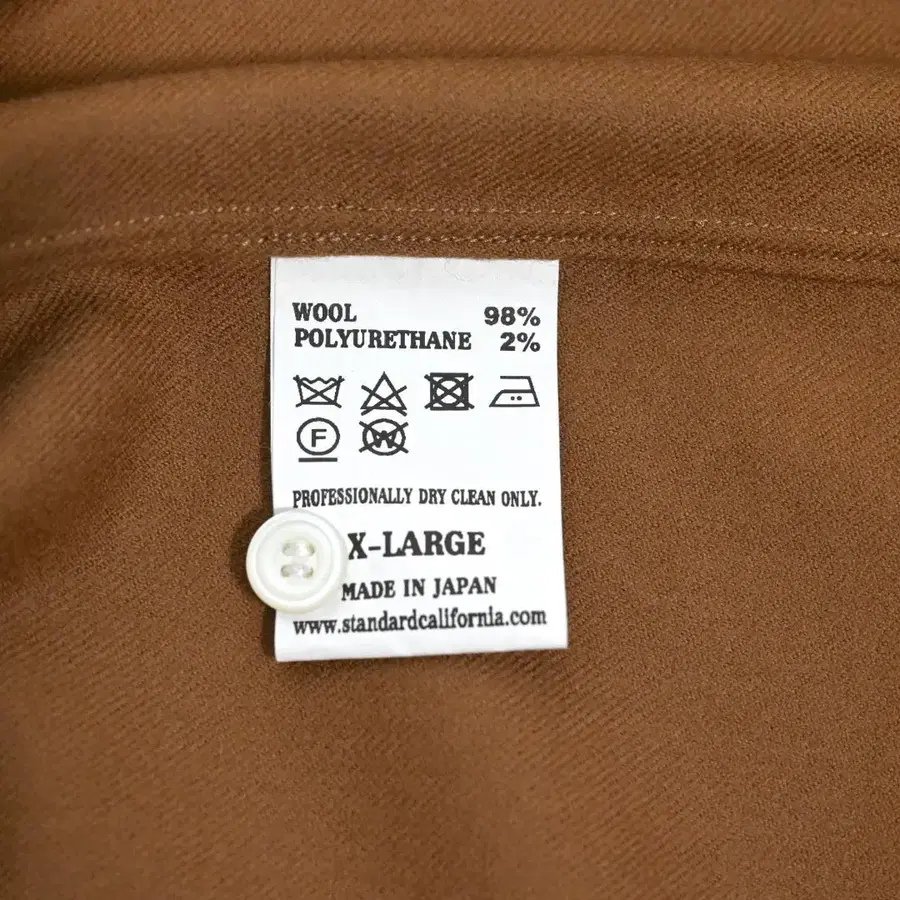 WOOL 98%
POLYURETHANE 2%
F W
PROFESSIONALLY DRY CLEAN ONLY.
X-LARGE
MADE IN JAPAN
www.standardcalifornia.com